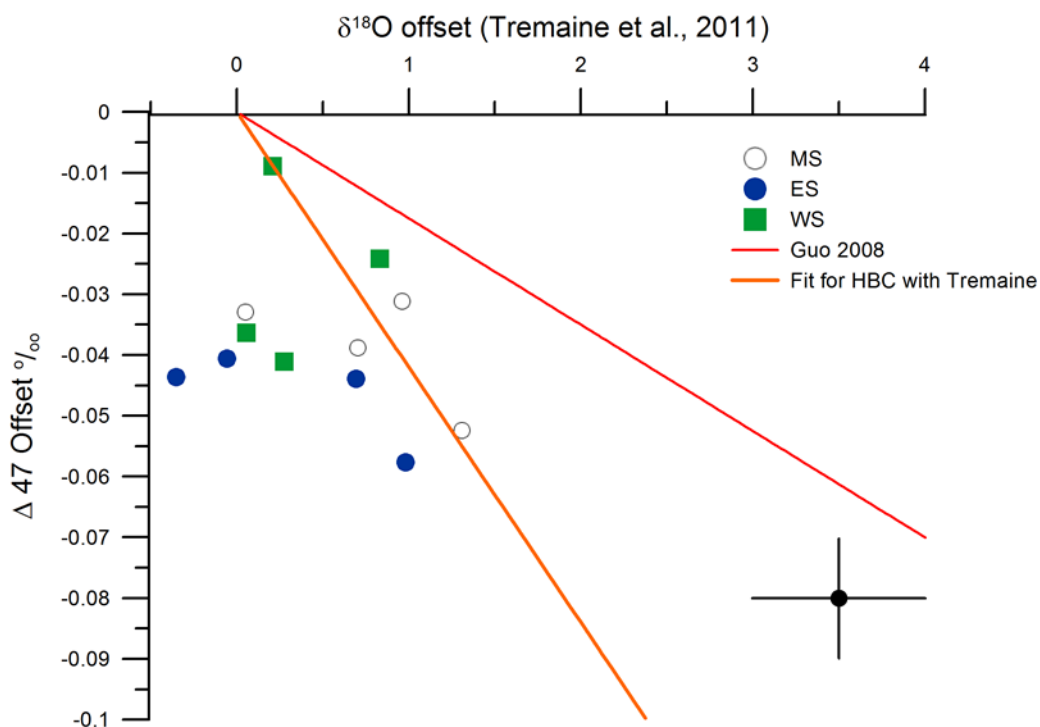 δ¹⁸O offset (Tremaine et al., 2011)
0 1 2 3 4
0
-0.01
-0.02
-0.03
-0.04
-0.05
-0.06
-0.07
-0.08
-0.09
-0.1
Δ 47 Offset ‰
MS
ES
WS
Guo 2008
Fit for HBC with Tremaine